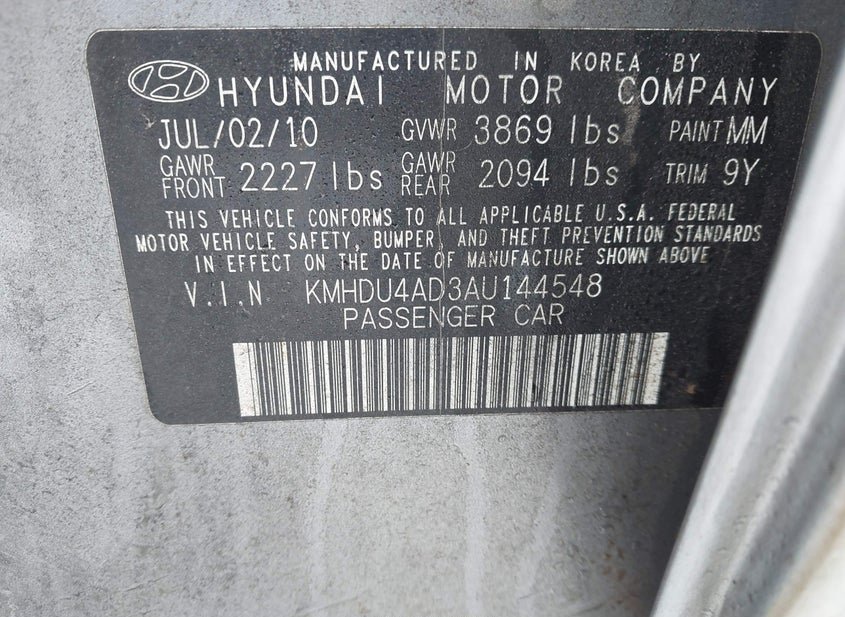 MANUFACTURED IN KOREA BY
HYUNDAI MOTOR COMPANY
JUL/02/10 GVWR 3869 lbs PAINT MM
GAWR FRONT 2227 lbs GAWR REAR 2094 lbs TRIM 9Y
THIS VEHICLE CONFORMS TO ALL APPLICABLE U.S.A. FEDERAL
MOTOR VEHICLE SAFETY, BUMPER, AND THEFT PREVENTION STANDARDS
IN EFFECT ON THE DATE OF MANUFACTURE SHOWN ABOVE
V.I.N KMHDU4AD3AU144548
PASSENGER CAR